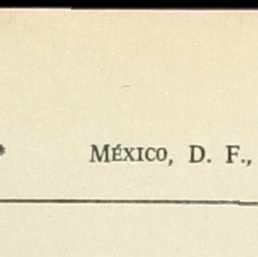 * MÉXICO, D. F.,